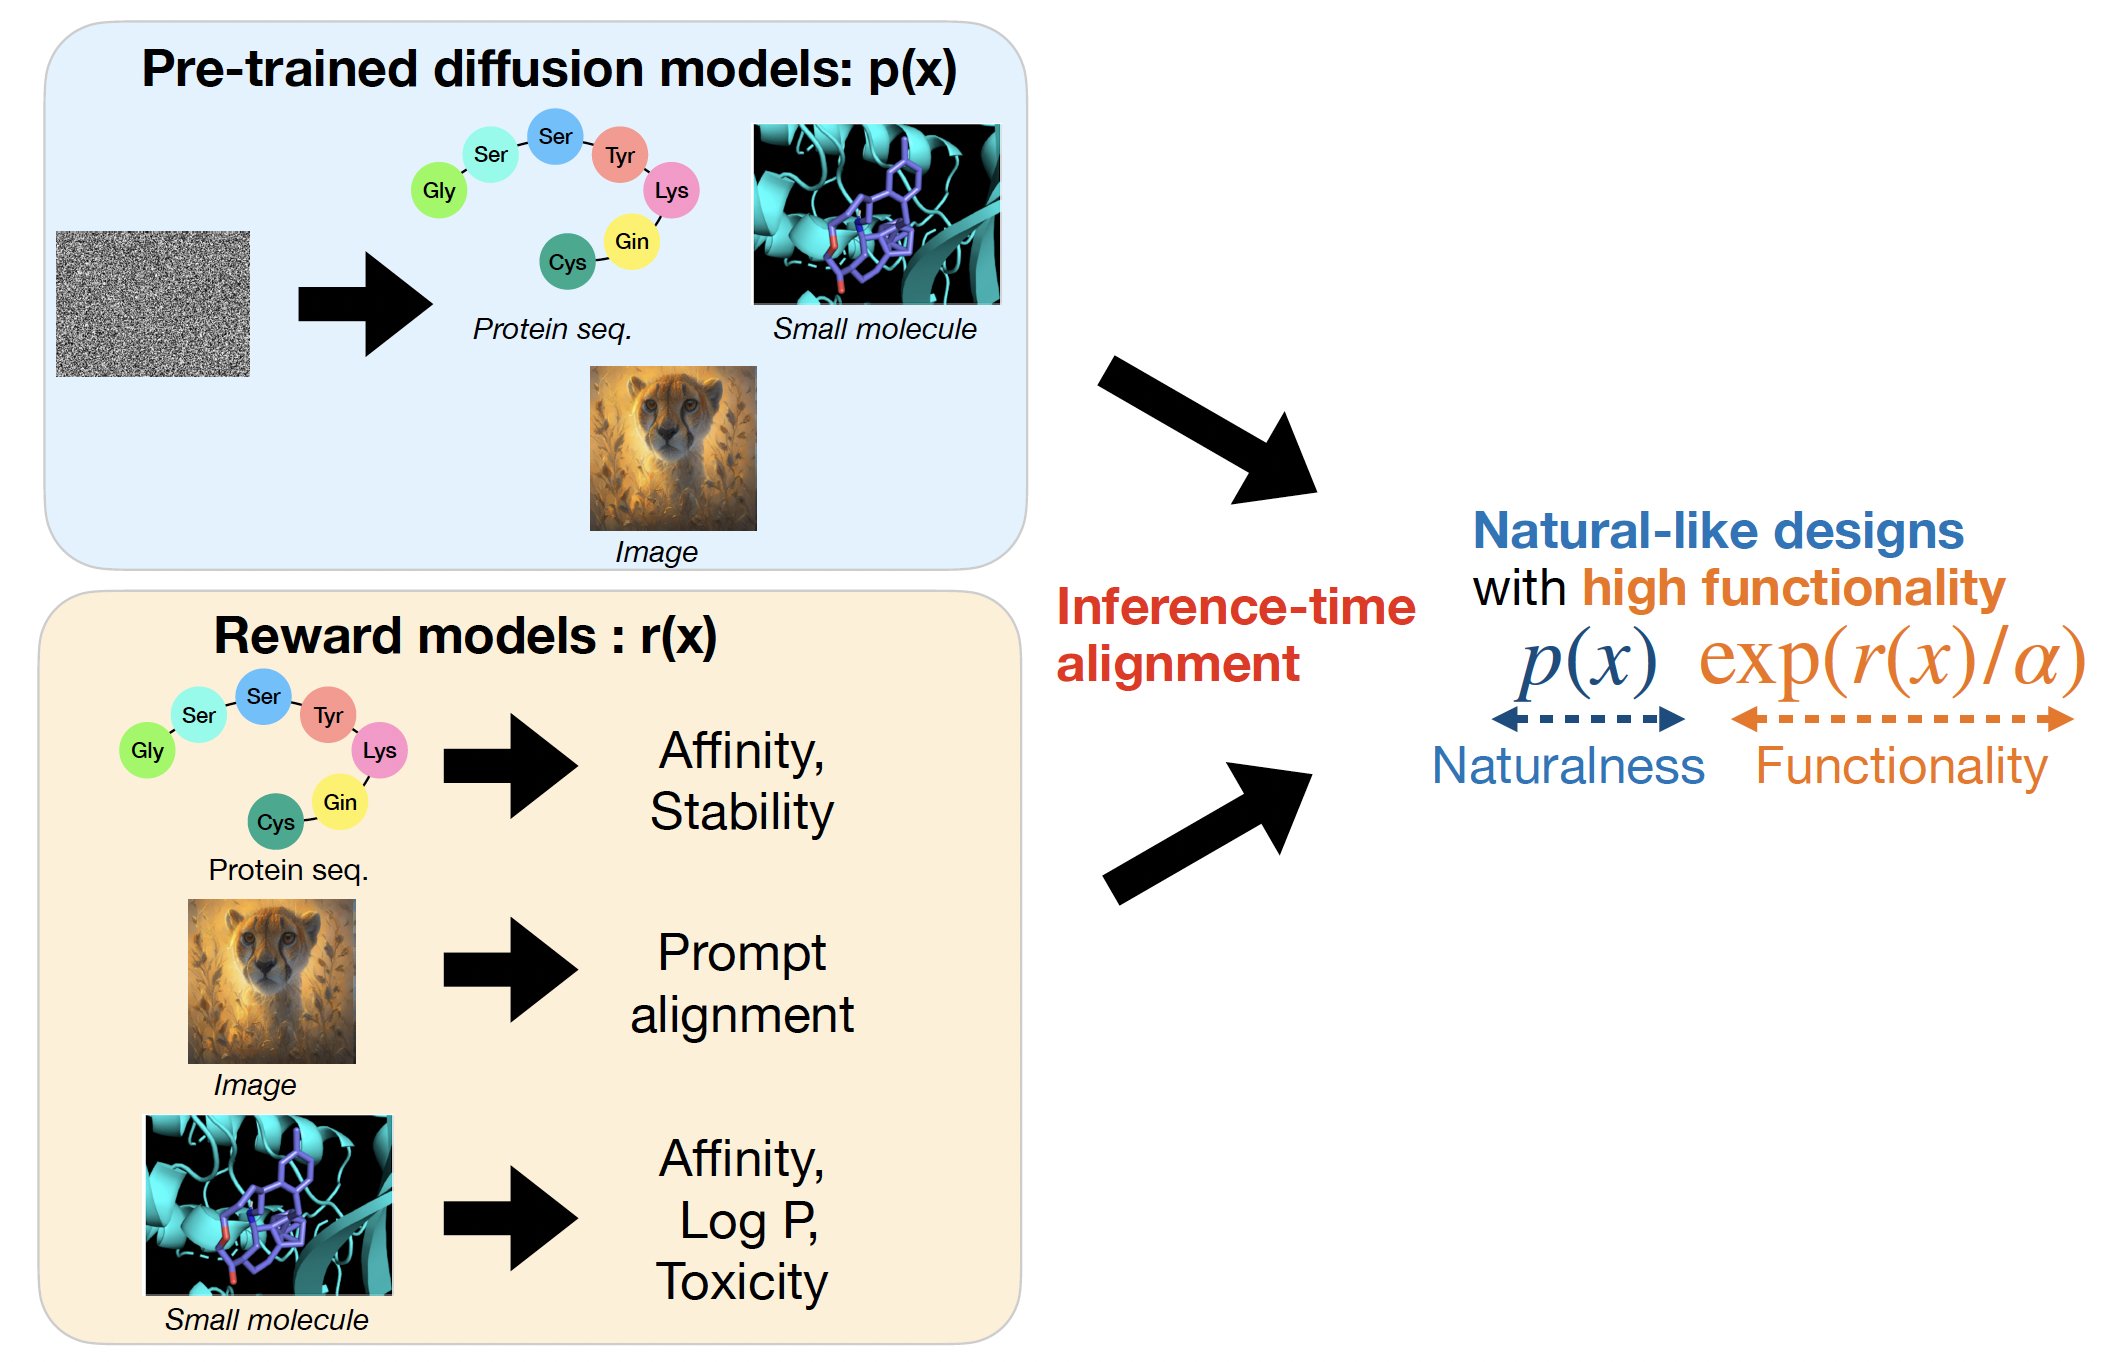 Pre-trained diffusion models: p(x)
Gly
Ser
Ser
Tyr
Lys
Gin
Cys
Protein seq.
Small molecule
Image
Reward models : r(x)
Gly
Ser
Ser
Tyr
Lys
Gin
Cys
Protein seq.
Affinity,
Stability
Image
Prompt
alignment
Small molecule
Affinity,
Log P,
Toxicity
Inference-time
alignment
Natural-like designs
with high functionality
p(x) exp(r(x)/α)
Naturalness Functionality